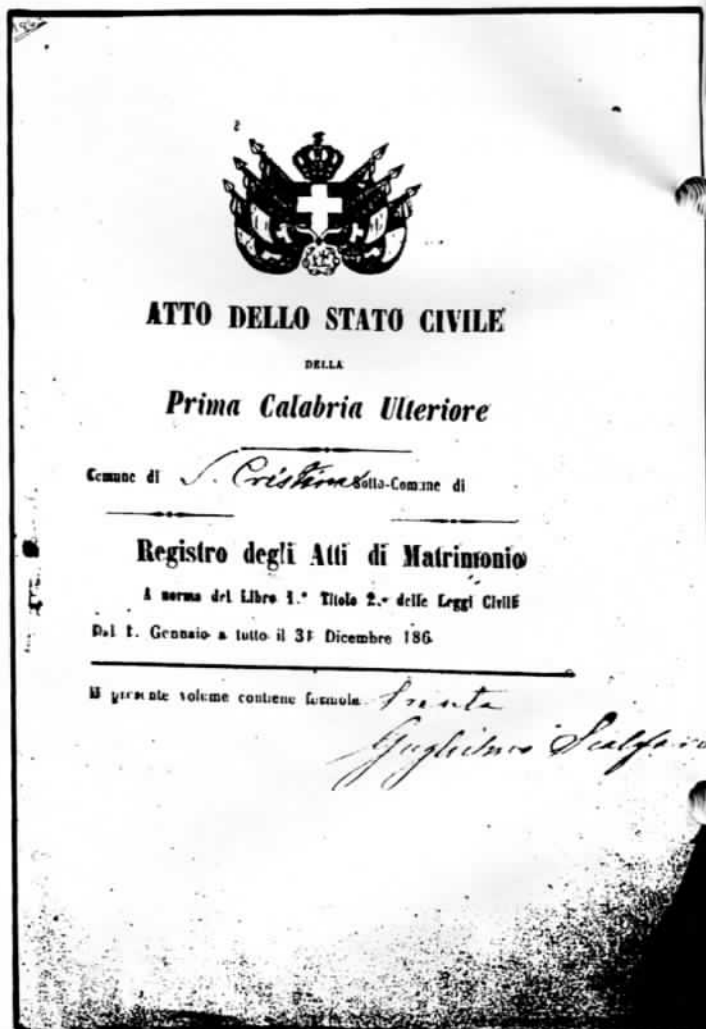 ATTO DELLO STATO CIVILE
DELLA
Prima Calabria Ulteriore
Comune di S. Cristina Sotto-Comune di
Registro degli Atti di Matrimonio
A norma del Libro 1.° Titolo 2.° delle Leggi Civili
Dal 1. Gennaio a tutto il 31 Dicembre 186
Il presente volume contiene formola trenta
Guglielmo